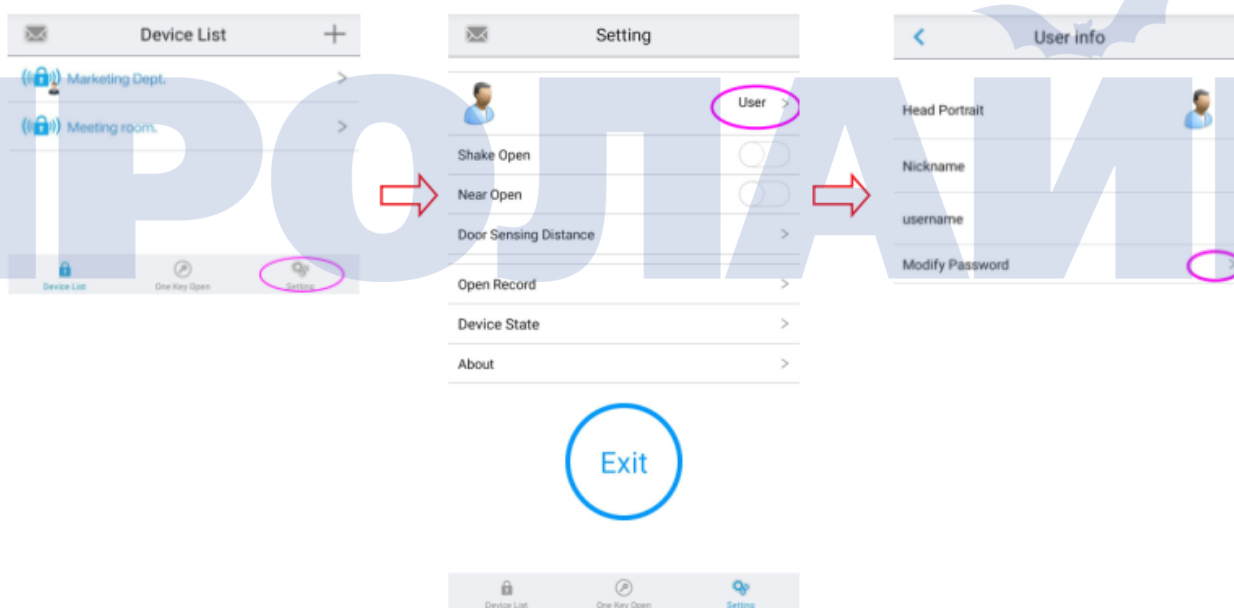 Device List
Marketing Dept.
Meeting room.
Device List
One Key Open
Setting
Setting
User
Shake Open
Near Open
Door Sensing Distance
Open Record
Device State
About
Exit
Device List
One Key Open
Setting
User info
Head Portrait
Nickname
username
Modify Password